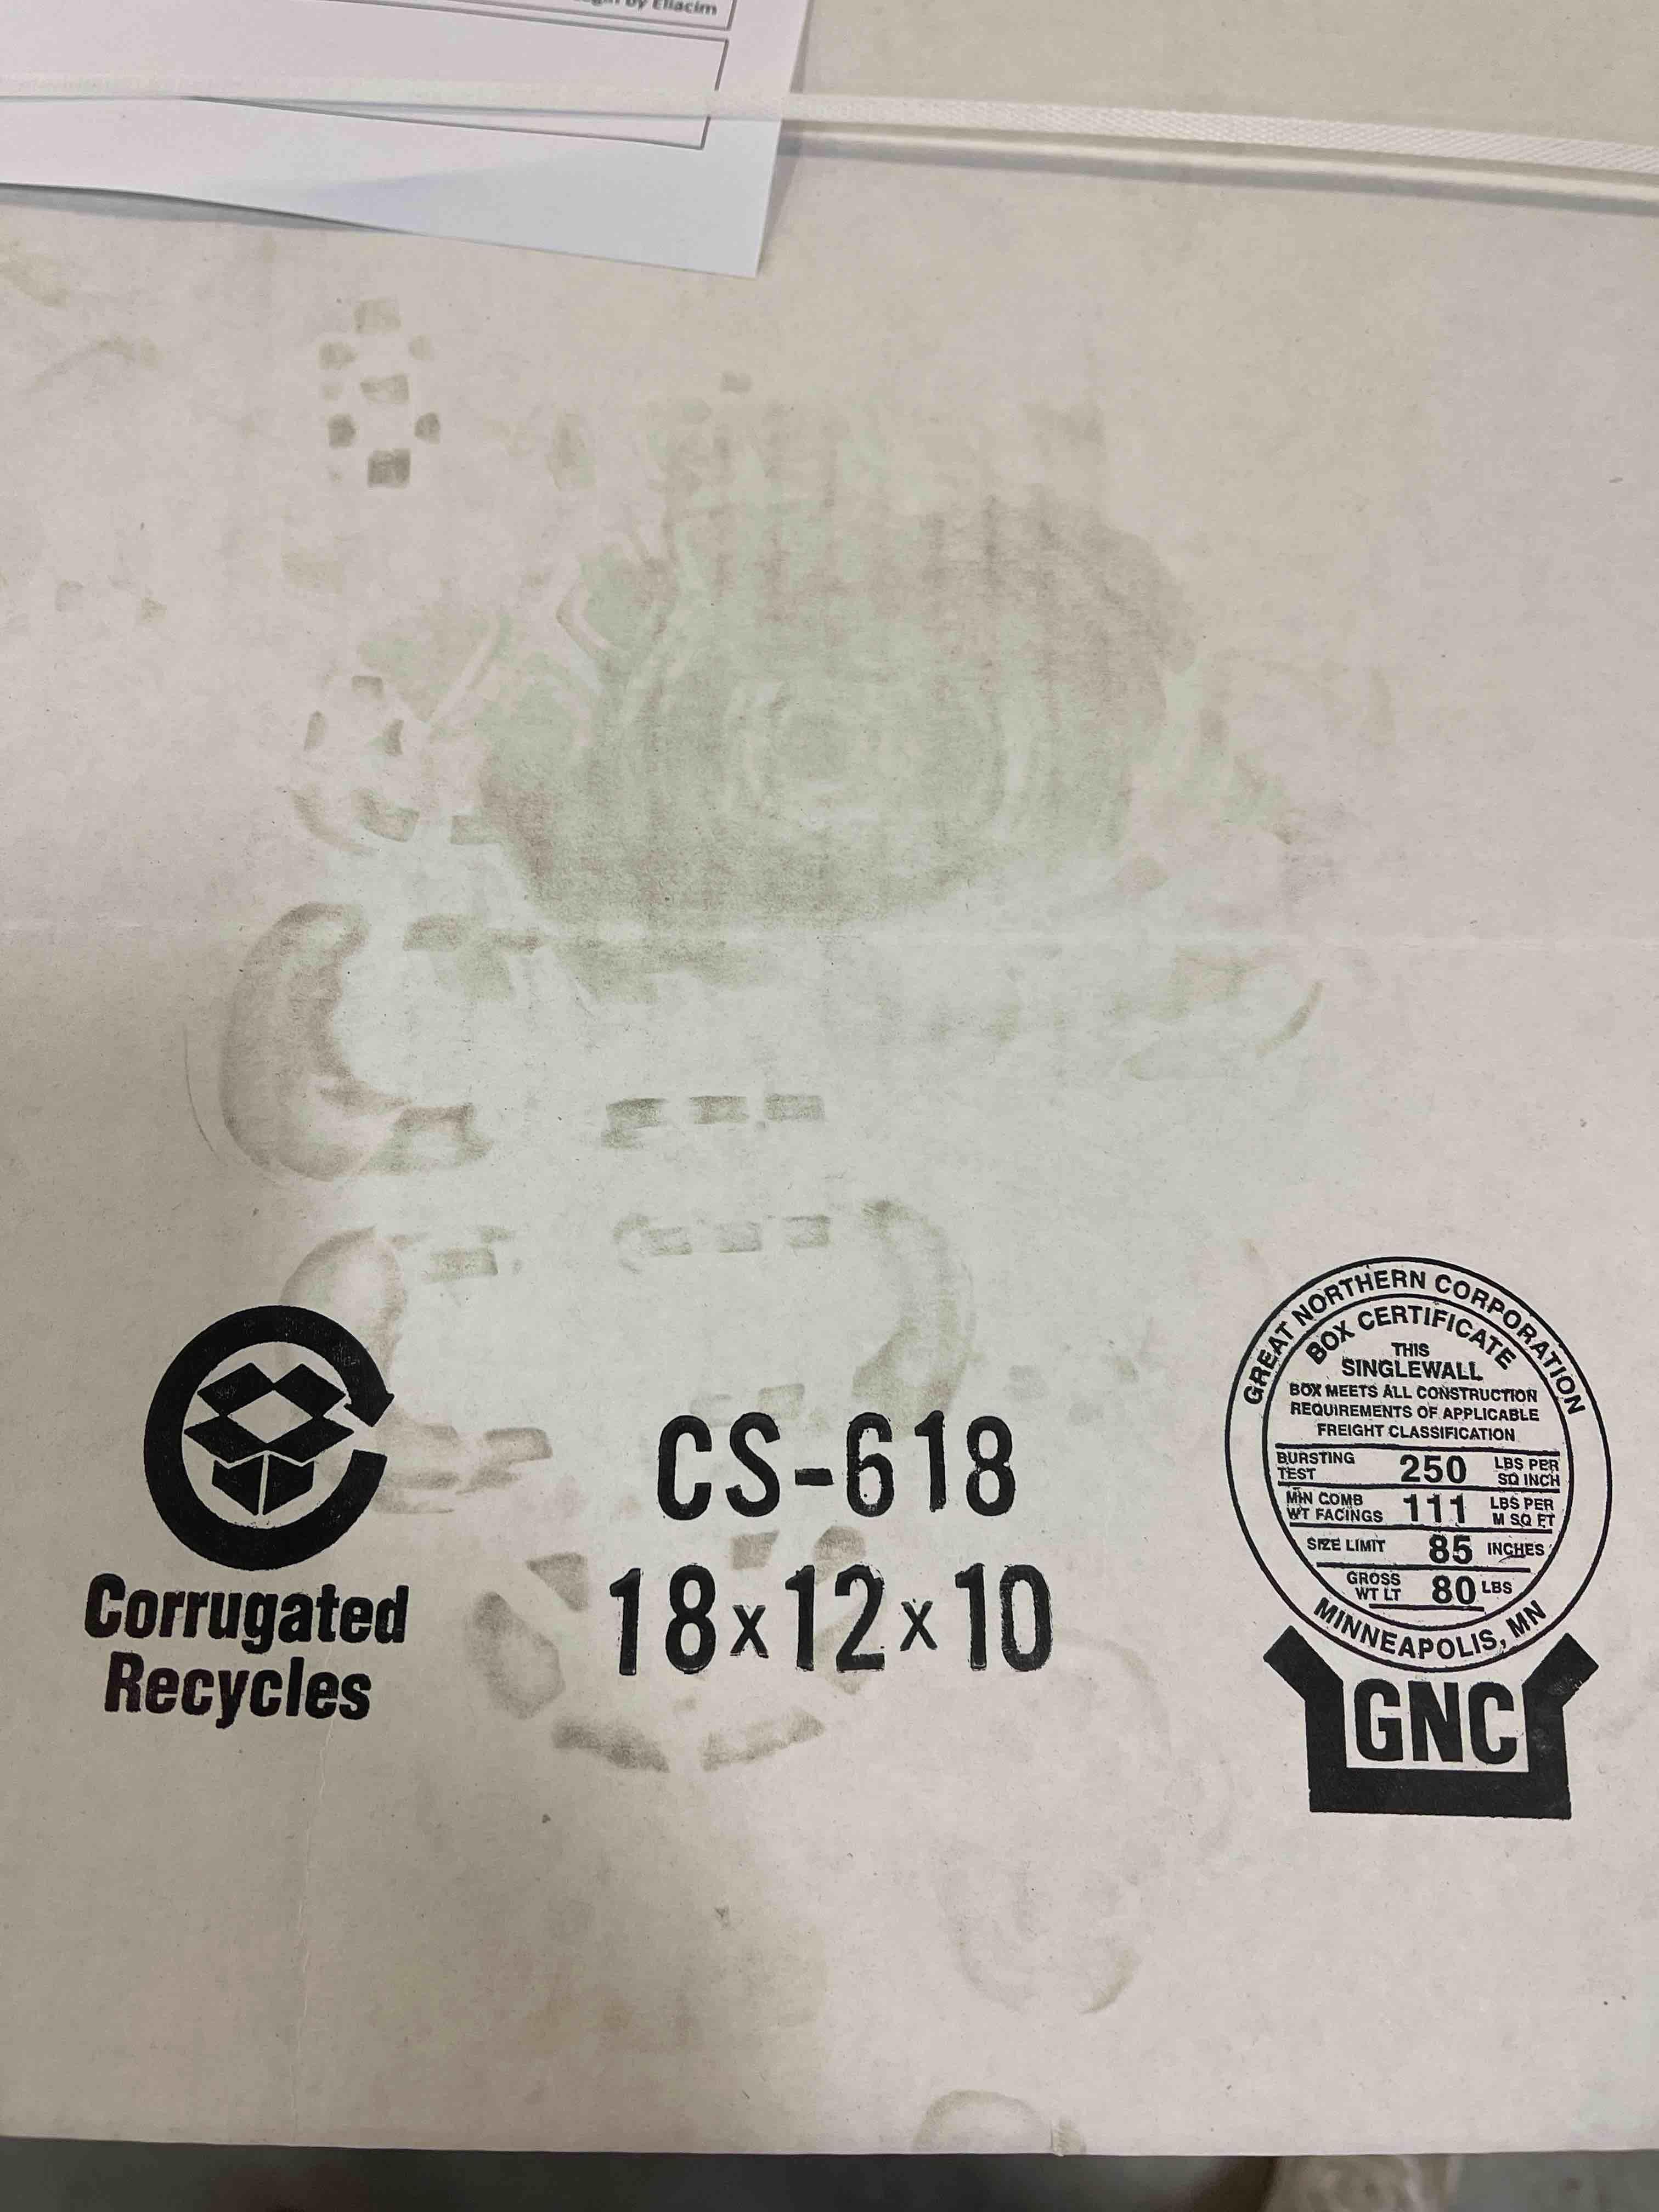 by Eliacim
CS-618
18x12x10
Corrugated
Recycles
GREAT NORTHERN CORPORATION
BOX CERTIFICATE
THIS
SINGLEWALL
BOX MEETS ALL CONSTRUCTION
REQUIREMENTS OF APPLICABLE
FREIGHT CLASSIFICATION
BURSTING TEST 250 LBS PER SQ INCH
MIN COMB WT FACINGS 111 LBS PER M SQ FT
SIZE LIMIT 85 INCHES
GROSS WT LT 80 LBS
MINNEAPOLIS, MN
GNC